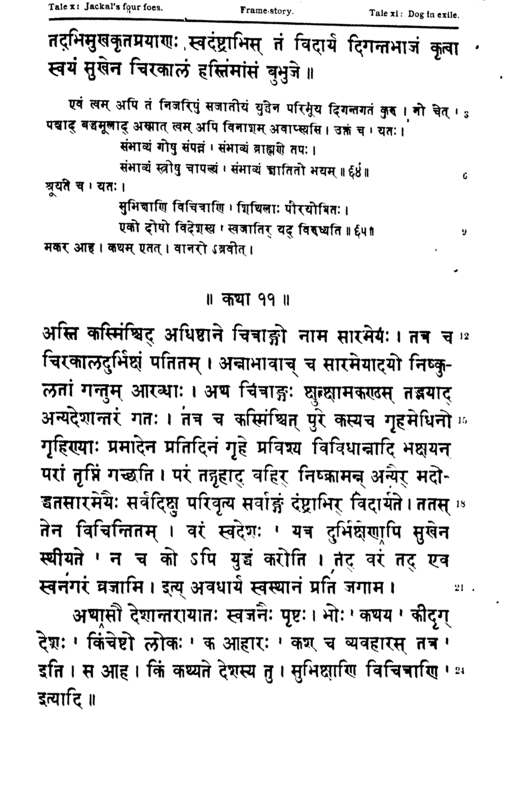 Tale x: Jackal's four foes. Frame-story. Tale xi: Dog in exile.
तदभिमुखकृतप्रयाणः स्वदंष्ट्राभिस् तं विदार्य दिगन्तभाजं कृत्वा
स्वयं सुखेन चिरकालं हस्तिमांसं बुभुजे ॥
एवं त्वम् अपि तं निजरिपुं सजातीयं युद्धेन परिभूय दिगन्तगतं कुरु । नो चेत् ' 3
पश्चाद् बद्धमूलाद् अस्मात् त्वम् अपि विनाशम् अवाप्स्यसि । उक्तं च ' यतः ।
संभाव्यं गोषु संपन्नं ' संभाव्यं ब्राह्मणे तपः ।
संभाव्यं स्त्रीषु चापल्यं ' संभाव्यं ज्ञातितो भयम् ॥ ६४ ॥ 6
श्रूयते च ' यतः ।
सुभिक्षाणि विचित्राणि ' शिथिलाः पौरयोषितः ।
एको दोषो विदेशस्य ' स्वजातिर् यद् विरुध्यति ॥ ६५ ॥ 9
मकर आह । कथम् एतत् । वानरो ऽब्रवीत् ।
॥ कथा ११ ॥
अस्ति कस्मिंश्चिद् अधिष्ठाने चित्राङ्गो नाम सारमेयः । तत्र च 12
चिरकालदुर्भिक्षं पतितम् । अन्नाभावाच् च सारमेयादयो निष्कु-
लतां गन्तुम् आरब्धाः । अथ चित्राङ्गः क्षुत्क्षामकण्ठस् तद्भयाद्
अन्यदेशान्तरं गतः । तत्र च कस्मिंश्चित् पुरे कस्यच गृहमेधिनो 15
गृहिण्याः प्रमादेन प्रतिदिनं गृहे प्रविश्य विविधान्नादि भक्षयन्
परां तृप्तिं गच्छति । परं तद्गृहाद् बहिर् निष्क्रामन्न् अन्यैर् मदो-
द्धतसारमेयैः सर्वदिक्षु परिवृत्य सर्वाङ्गं दंष्ट्राभिर् विदार्यते । ततस् 18
तेन विचिन्तितम् । वरं स्वदेशः ' यत्र दुर्भिक्षेणापि सुखेन
स्थीयते ' न च को ऽपि युद्धं करोति । तद् वरं तद् एव
स्वनगरं व्रजामि । इत्य् अवधार्य स्वस्थानं प्रति जगाम । 21
अथासौ देशान्तरायातः स्वजनैः पृष्टः । भोः ' कथय ' कीदृग्
देशः ' किंचेष्टो लोकः ' क आहारः ' कश् च व्यवहारस् तत्र '
इति । स आह । किं कथ्यते देशस्य तु । सुभिक्षाणि विचित्राणि ' 24
इत्यादि ॥